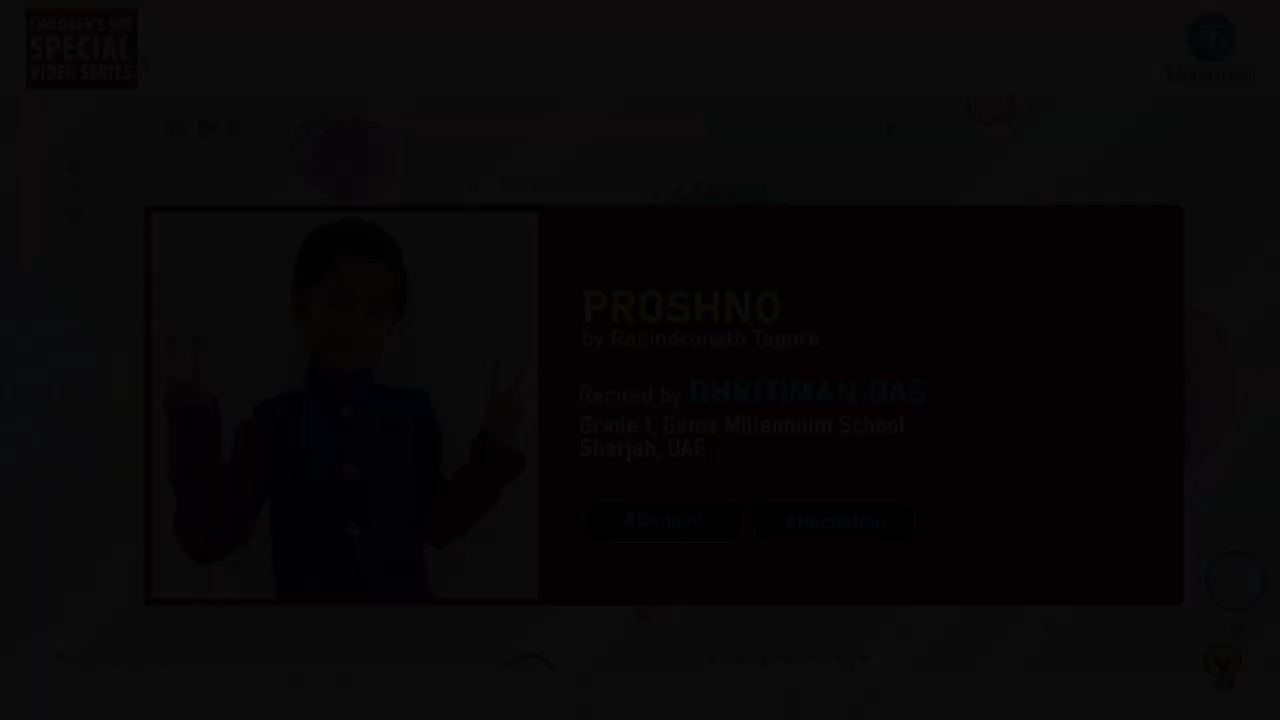 CHILDREN'S DAY
SPECIAL
VIDEO SERIES
PROSHNO
by Rabindranath Tagore
Recited by DHRITIMAN DAS
Grade I, Gems Millennium School
Sharjah, UAE
#Bengali #Recitation